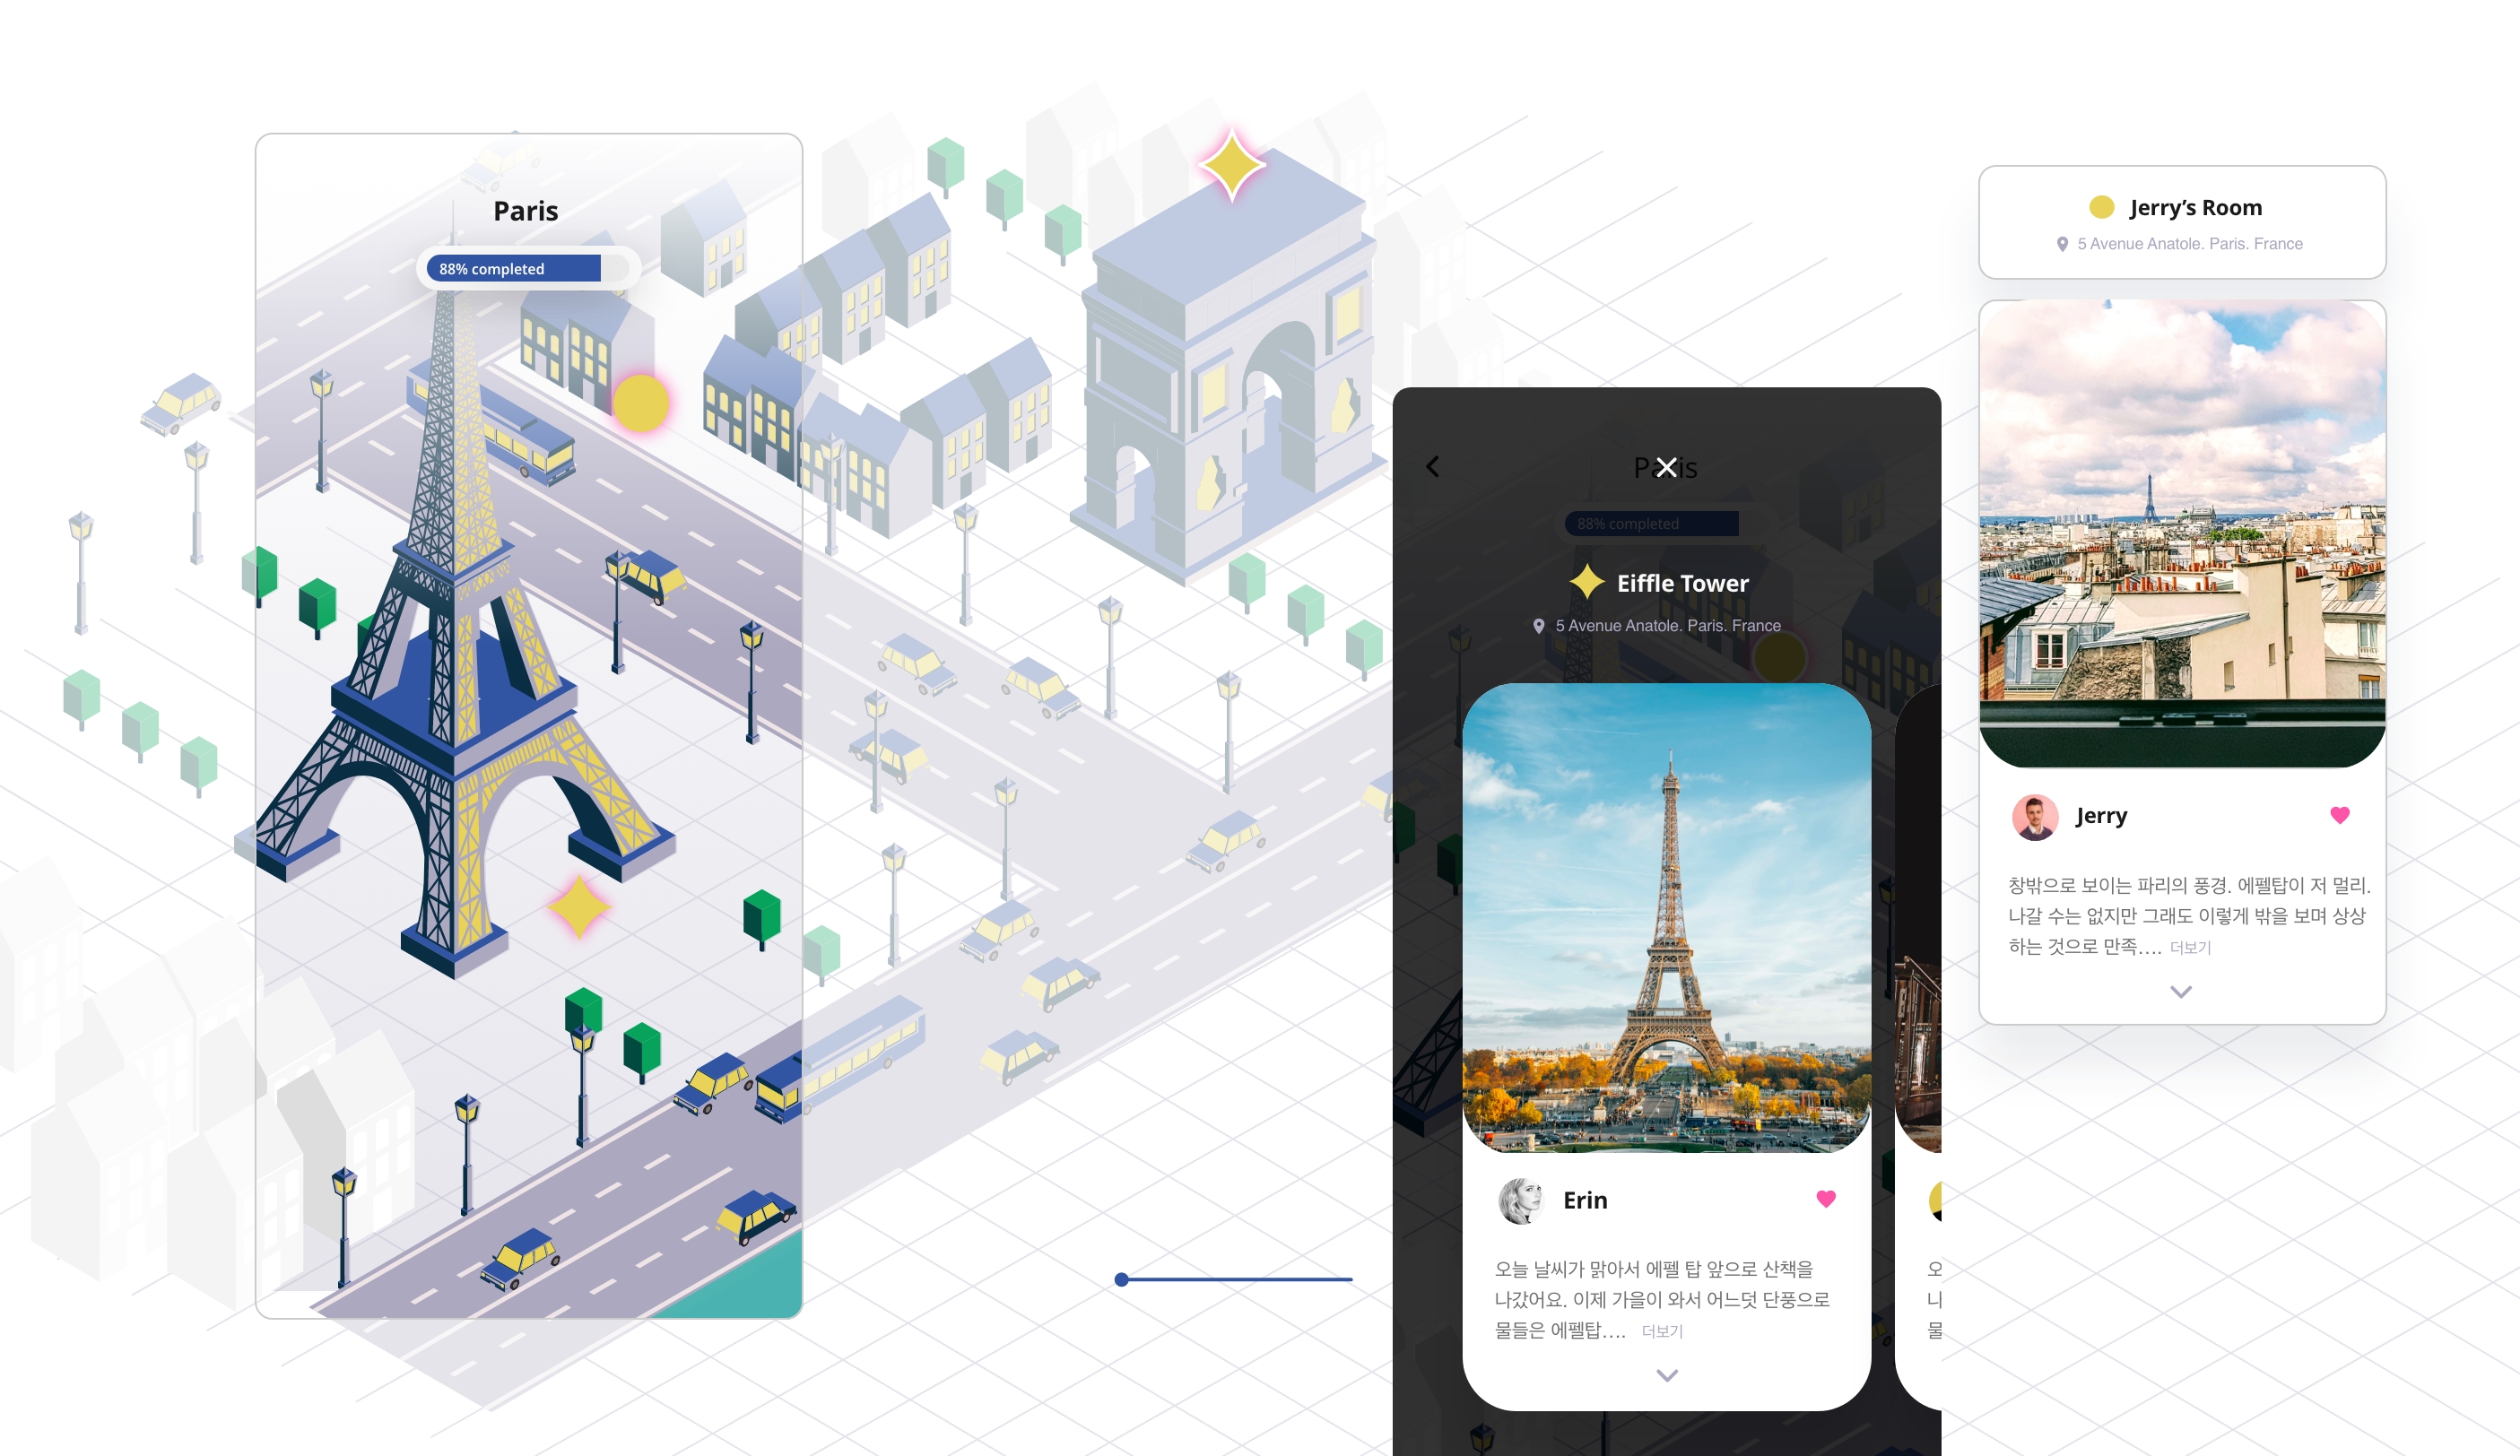 Paris
88% completed
Paris
88% completed
Eiffle Tower
5 Avenue Anatole. Paris. France
Erin
오늘 날씨가 맑아서 에펠 탑 앞으로 산책을
나갔어요. 이제 가을이 와서 어느덧 단풍으로
물들은 에펠탑.... 더보기
오
나
물
Jerry’s Room
5 Avenue Anatole. Paris. France
Jerry
창밖으로 보이는 파리의 풍경. 에펠탑이 저 멀리.
나갈 수는 없지만 그래도 이렇게 밖을 보며 상상
하는 것으로 만족.... 더보기